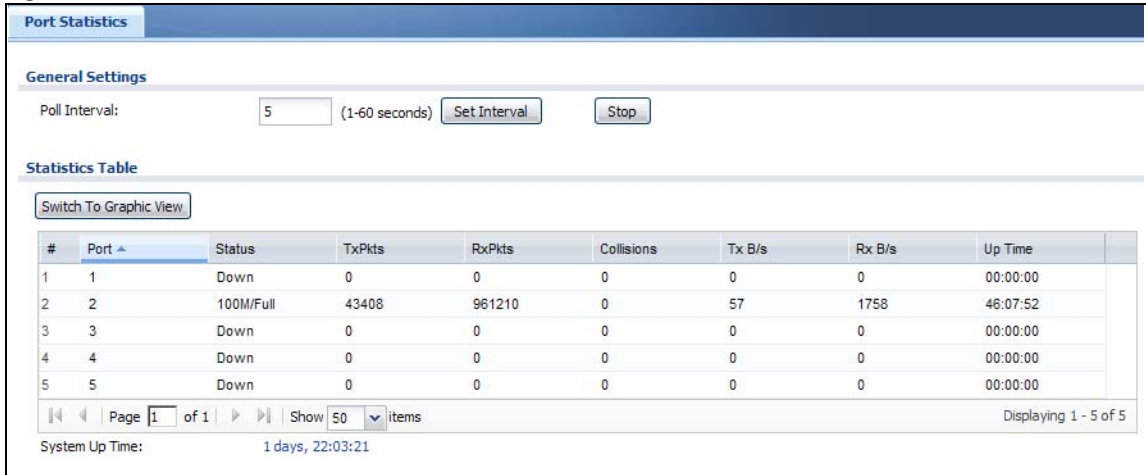 Port Statistics
General Settings
Poll Interval: 5 (1-60 seconds) Set Interval Stop
Statistics Table
Switch To Graphic View
# Port Status TxPkts RxPkts Collisions Tx B/s Rx B/s Up Time
1 1 Down 0 0 0 0 0 00:00:00
2 2 100M/Full 43408 961210 0 57 1758 46:07:52
3 3 Down 0 0 0 0 0 00:00:00
4 4 Down 0 0 0 0 0 00:00:00
5 5 Down 0 0 0 0 0 00:00:00
Page 1 of 1 Show 50 items Displaying 1 - 5 of 5
System Up Time: 1 days, 22:03:21